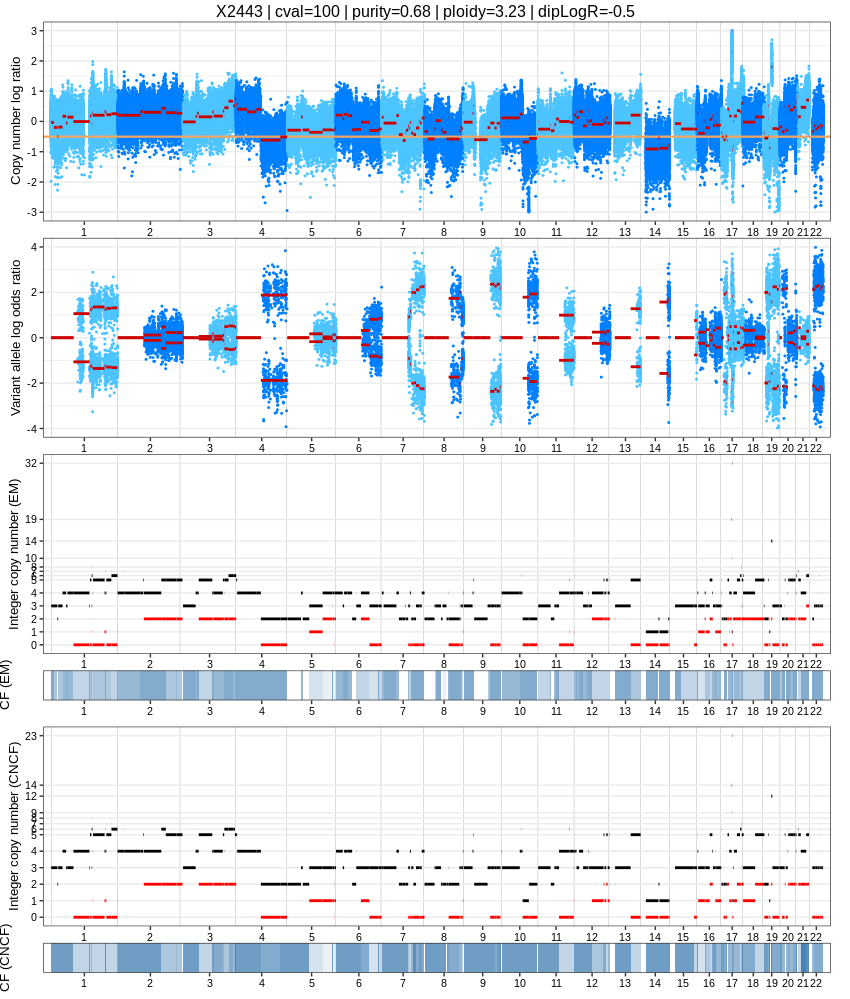 X2443 | cval=100 | purity=0.68 | ploidy=3.23 | dipLogR=-0.5
Copy number log ratio
3
2
1
0
-1
-2
-3
1 2 3 4 5 6 7 8 9 10 11 12 13 14 15 16 17 18 19 20 21 22
Variant allele log odds ratio
4
2
0
-2
-4
1 2 3 4 5 6 7 8 9 10 11 12 13 14 15 16 17 18 19 20 21 22
Integer copy number (EM)
32
19
14
10
8
6
5
4
3
2
1
0
1 2 3 4 5 6 7 8 9 10 11 12 13 14 15 16 17 18 19 20 21 22
CF (EM)
1 2 3 4 5 6 7 8 9 10 11 12 13 14 15 16 17 18 19 20 21 22
Integer copy number (CNCF)
23
14
12
9
8
6
5
4
3
2
1
0
1 2 3 4 5 6 7 8 9 10 11 12 13 14 15 16 17 18 19 20 21 22
CF (CNCF)
1 2 3 4 5 6 7 8 9 10 11 12 13 14 15 16 17 18 19 20 21 22